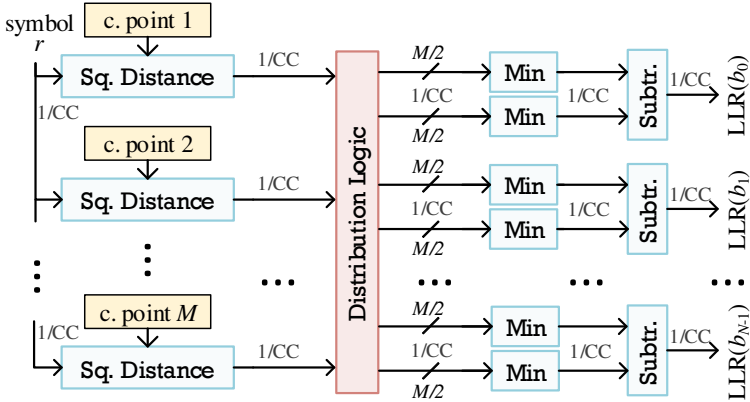 symbol
r
c. point 1
Sq. Distance
1/CC
1/CC
c. point 2
Sq. Distance
1/CC
c. point M
1/CC
Sq. Distance
1/CC
Distribution Logic
M/2
Min
1/CC
M/2
Min
1/CC
Subtr.
1/CC
LLR(b0)
M/2
Min
1/CC
M/2
Min
1/CC
Subtr.
1/CC
LLR(b1)
M/2
Min
1/CC
M/2
Min
1/CC
Subtr.
1/CC
LLR(bN-1)